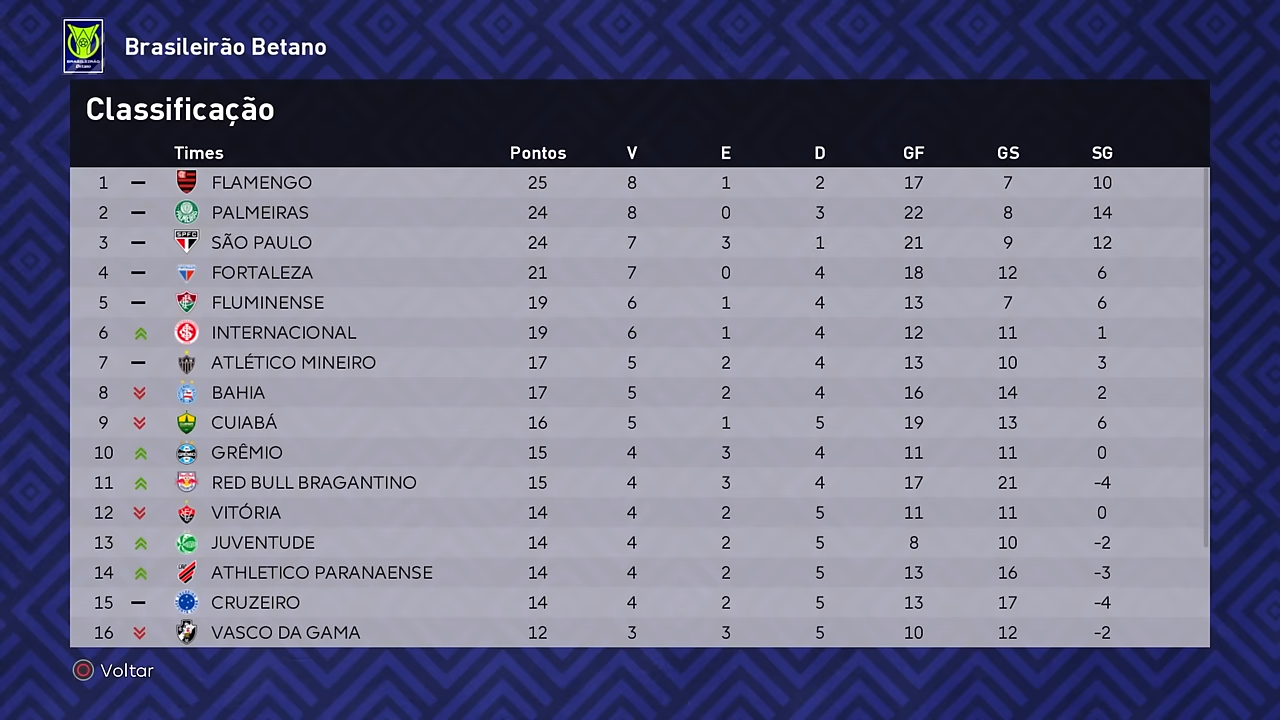 Brasileirão Betano
Classificação
Times Pontos V E D GF GS SG
1 FLAMENGO 25 8 1 2 17 7 10
2 PALMEIRAS 24 8 0 3 22 8 14
3 SÃO PAULO 24 7 3 1 21 9 12
4 FORTALEZA 21 7 0 4 18 12 6
5 FLUMINENSE 19 6 1 4 13 7 6
6 INTERNACIONAL 19 6 1 4 12 11 1
7 ATLÉTICO MINEIRO 17 5 2 4 13 10 3
8 BAHIA 17 5 2 4 16 14 2
9 CUIABÁ 16 5 1 5 19 13 6
10 GRÊMIO 15 4 3 4 11 11 0
11 RED BULL BRAGANTINO 15 4 3 4 17 21 -4
12 VITÓRIA 14 4 2 5 11 11 0
13 JUVENTUDE 14 4 2 5 8 10 -2
14 ATHLETICO PARANAENSE 14 4 2 5 13 16 -3
15 CRUZEIRO 14 4 2 5 13 17 -4
16 VASCO DA GAMA 12 3 3 5 10 12 -2
Voltar